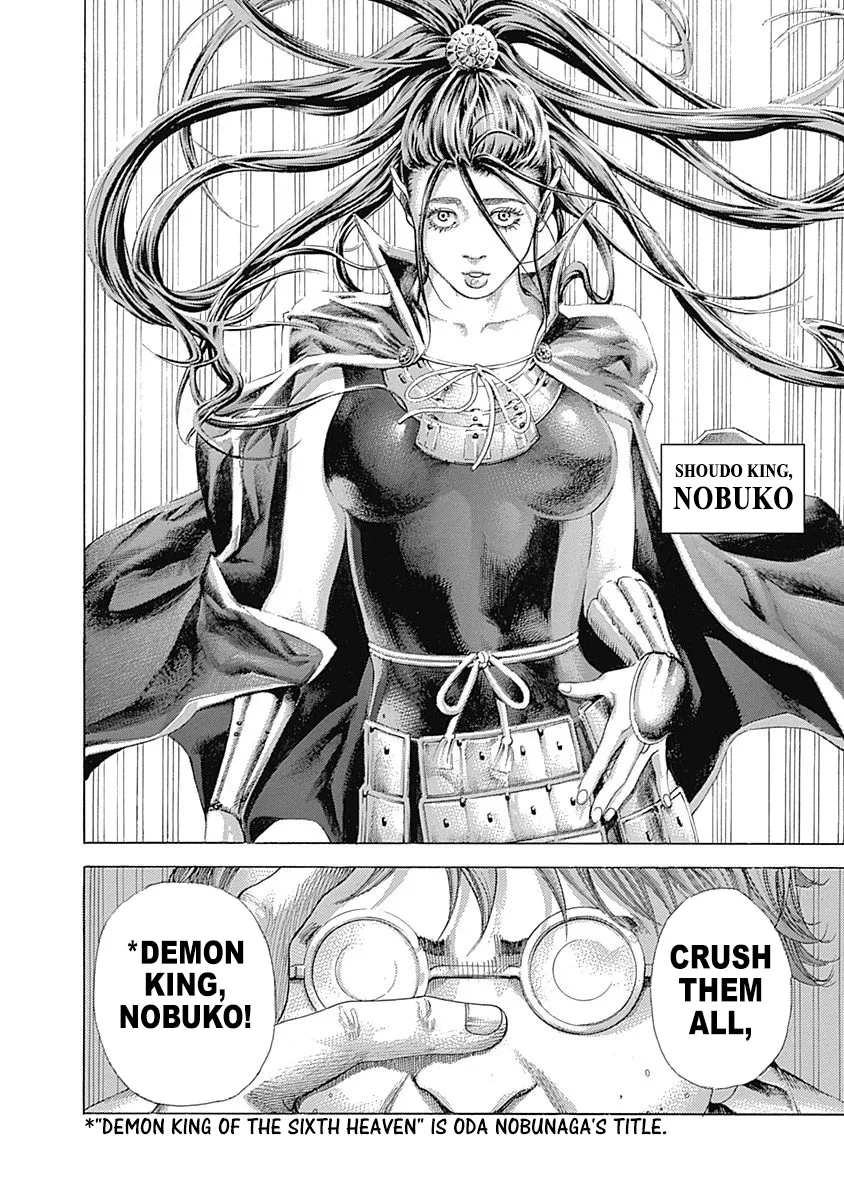 SHOUDO KING,
NOBUKO
CRUSH
THEM
ALL,
*DEMON
KING,
NOBUKO!
*"DEMON KING OF THE SIXTH HEAVEN" IS ODA NOBUNAGA'S TITLE.